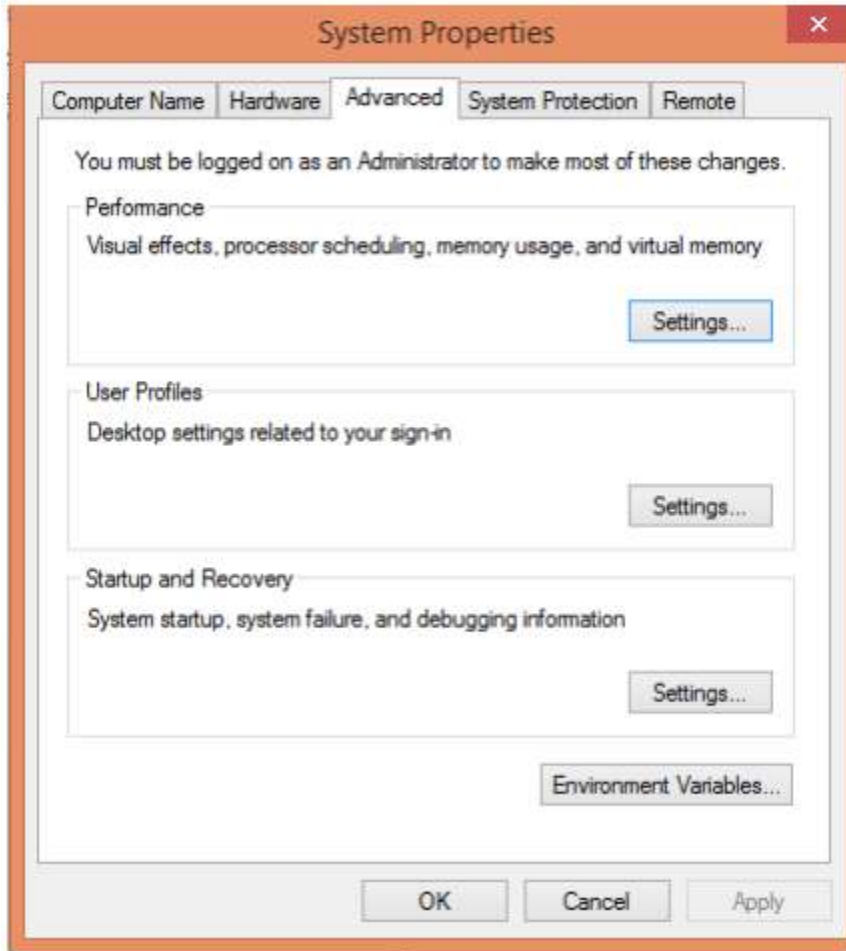 System Properties
Computer Name Hardware Advanced System Protection Remote
You must be logged on as an Administrator to make most of these changes.
Performance
Visual effects, processor scheduling, memory usage, and virtual memory
Settings...
User Profiles
Desktop settings related to your sign-in
Settings...
Startup and Recovery
System startup, system failure, and debugging information
Settings...
Environment Variables...
OK Cancel Apply